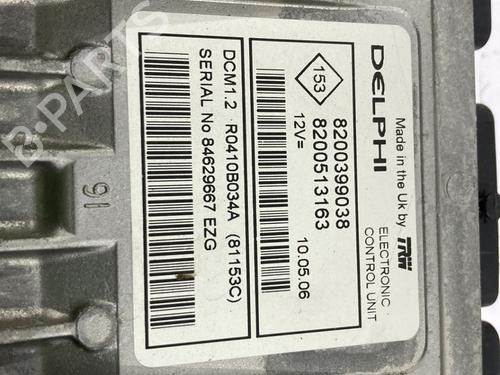 DELPHI
Made in the Uk by TRW
ELECTRONIC
CONTROL UNIT
153
8200399038
8200513163
12V=
10.05.06
DCM1.2 R0410B034A (81153C)
SERIAL No 84629667 EZG
91
B-PARTS